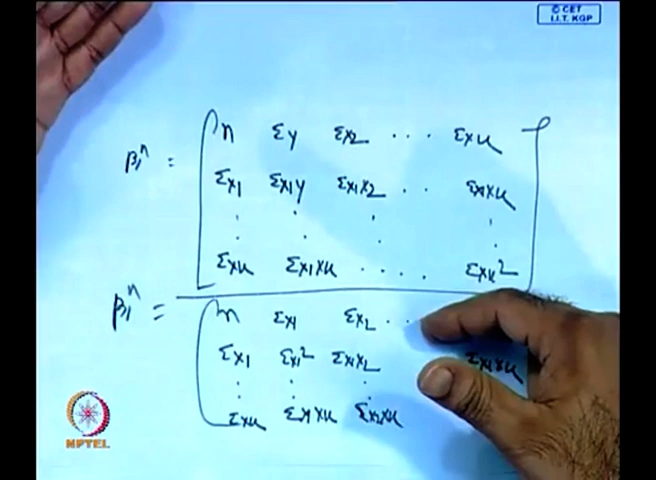 © CET
I.I.T. KGP
β₁^n = n Σy Σx2 ... Σxk
Σx1 Σx1y Σx1x2 .. Σx1xk
: : : :
Σxk Σx1xk .... Σxk²
β₁^n = n Σx1 Σx2 ..
Σx1 Σx1² Σx1x2 Σx1xk
: : :
Σxk Σx1xk Σx2xk
NPTEL